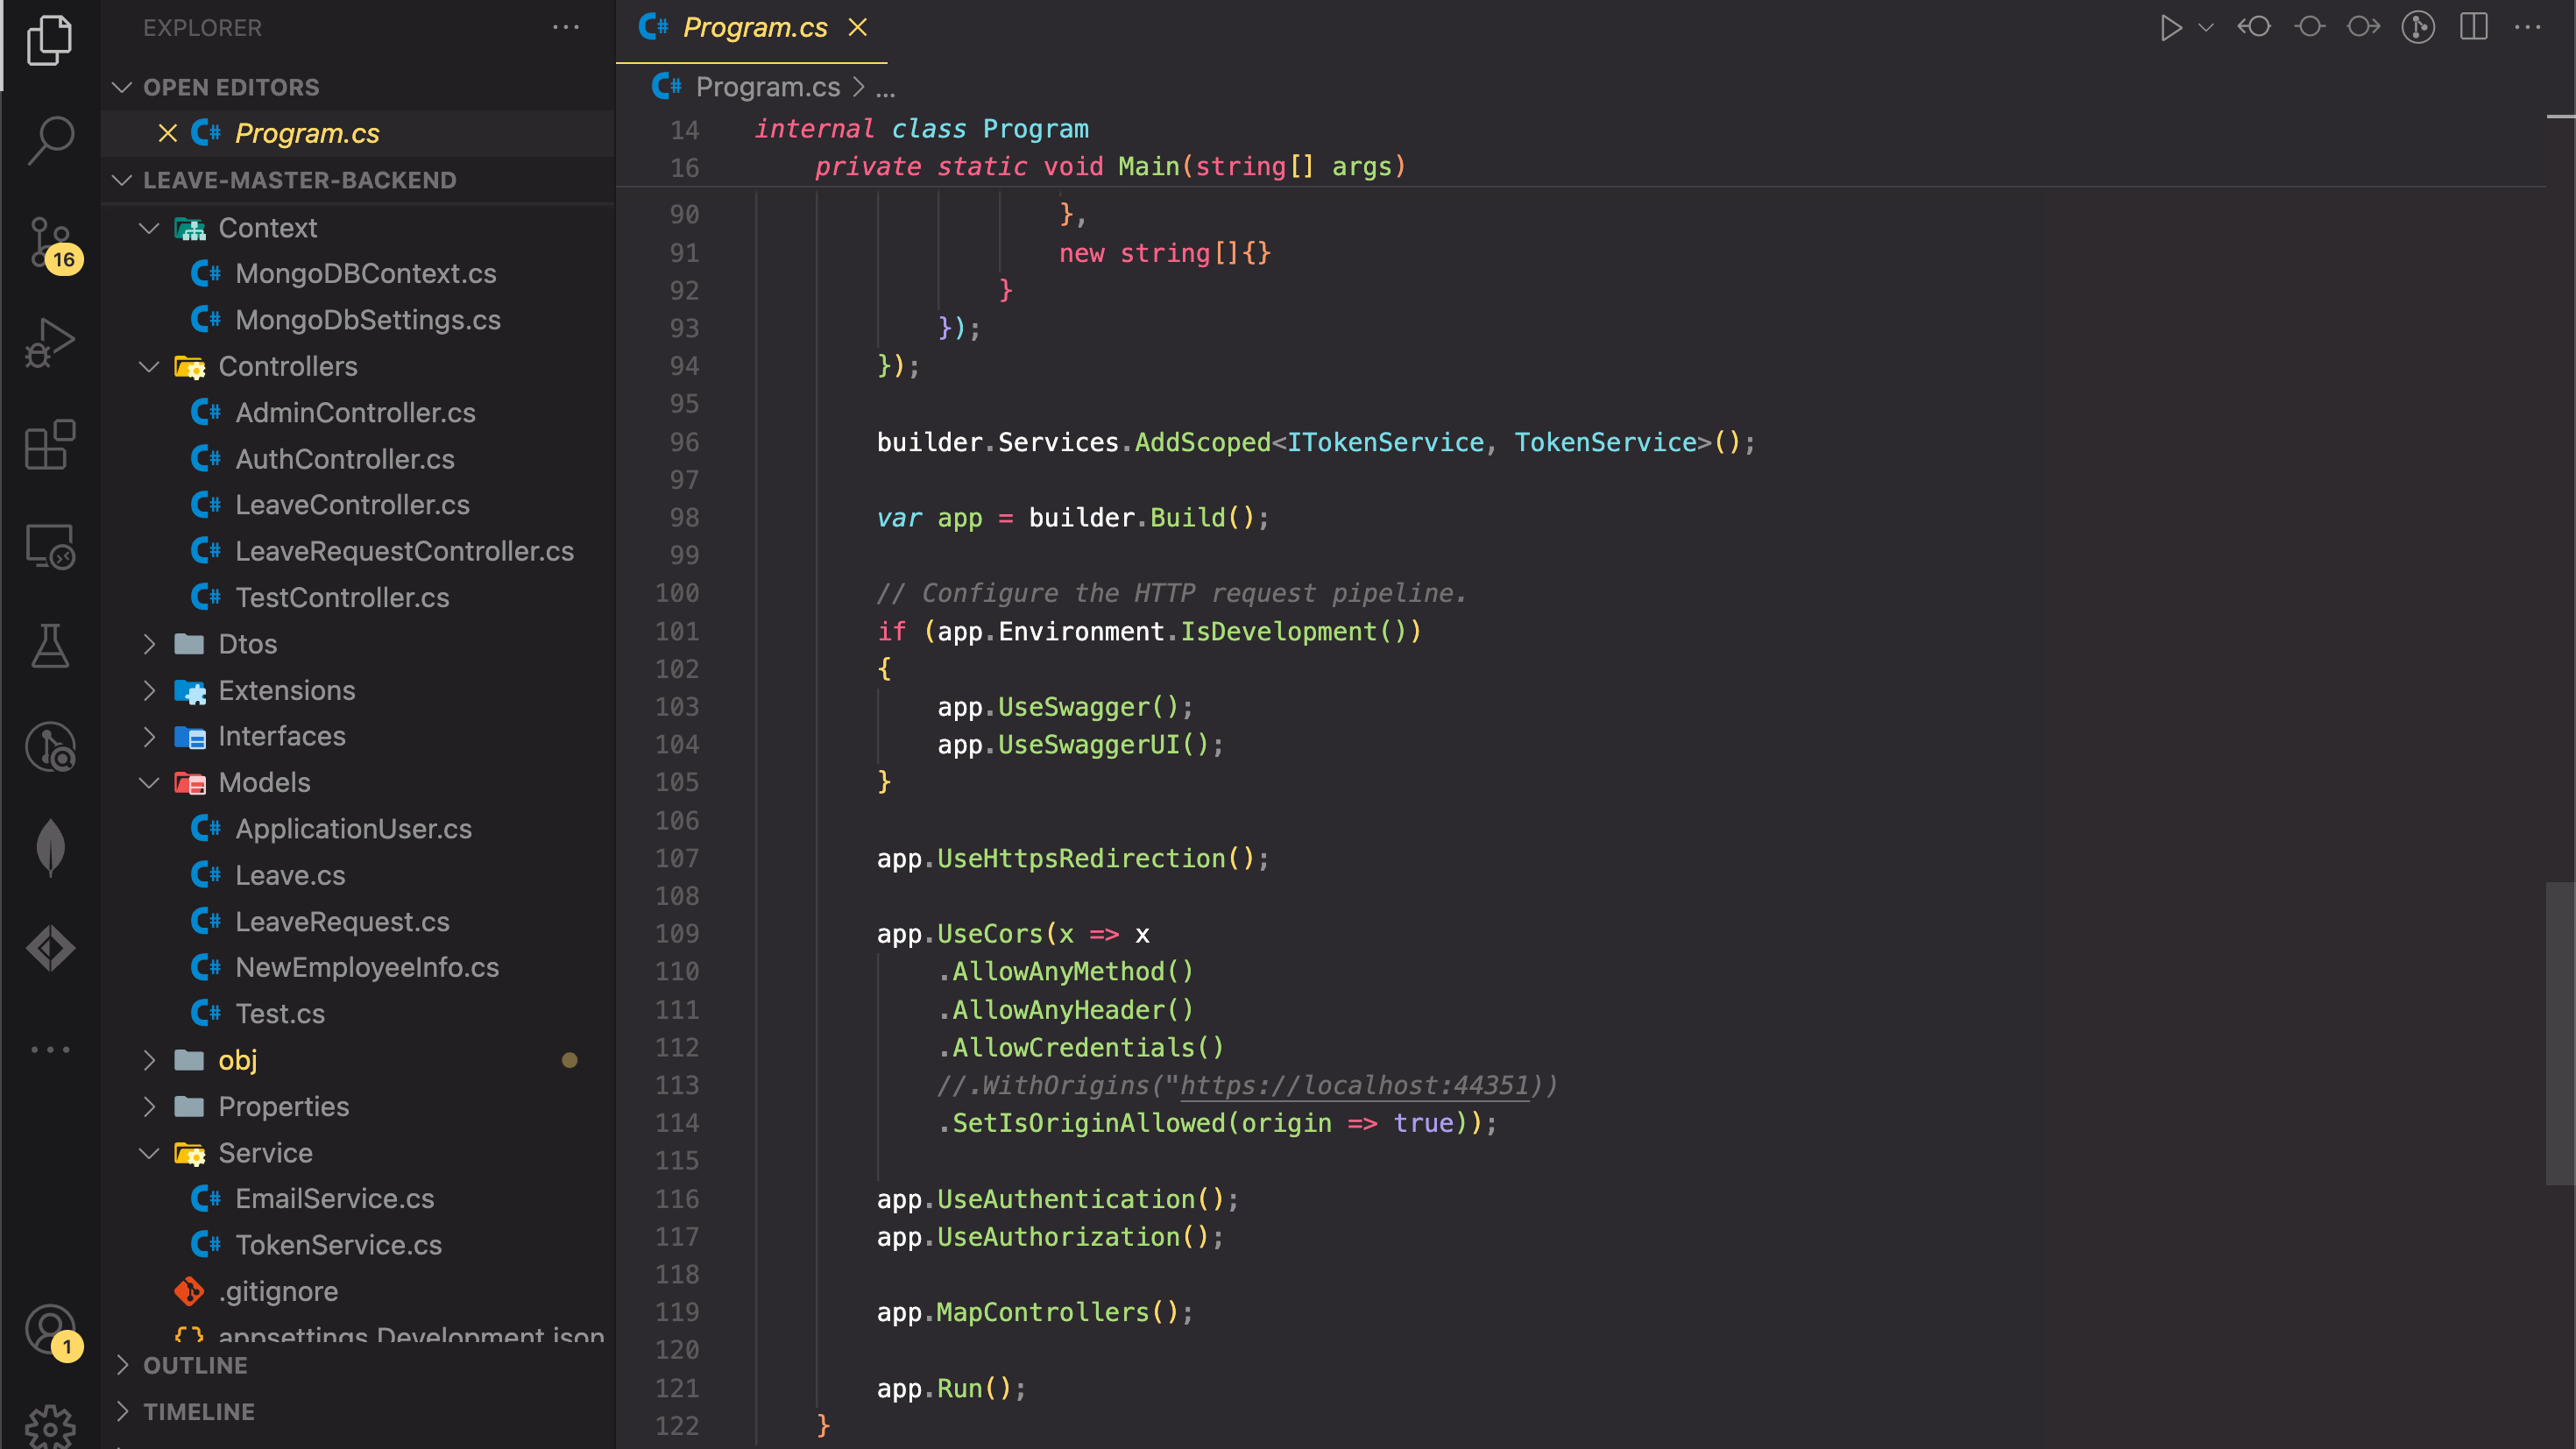 EXPLORER
OPEN EDITORS
Program.cs
LEAVE-MASTER-BACKEND
Context
MongoDBContext.cs
MongoDbSettings.cs
Controllers
AdminController.cs
AuthController.cs
LeaveController.cs
LeaveRequestController.cs
TestController.cs
Dtos
Extensions
Interfaces
Models
ApplicationUser.cs
Leave.cs
LeaveRequest.cs
NewEmployeeInfo.cs
Test.cs
obj
Properties
Service
EmailService.cs
TokenService.cs
.gitignore
appsettings.Development.json
OUTLINE
TIMELINE
16
1
Program.cs
Program.cs > ...
14 internal class Program
16 private static void Main(string[] args)
90 },
91 new string[]{}
92 }
93 });
94 });
95
96 builder.Services.AddScoped<ITokenService, TokenService>();
97
98 var app = builder.Build();
99
100 // Configure the HTTP request pipeline.
101 if (app.Environment.IsDevelopment())
102 {
103 app.UseSwagger();
104 app.UseSwaggerUI();
105 }
106
107 app.UseHttpsRedirection();
108
109 app.UseCors(x => x
110 .AllowAnyMethod()
111 .AllowAnyHeader()
112 .AllowCredentials()
113 //.WithOrigins("https://localhost:44351))
114 .SetIsOriginAllowed(origin => true));
115
116 app.UseAuthentication();
117 app.UseAuthorization();
118
119 app.MapControllers();
120
121 app.Run();
122 }